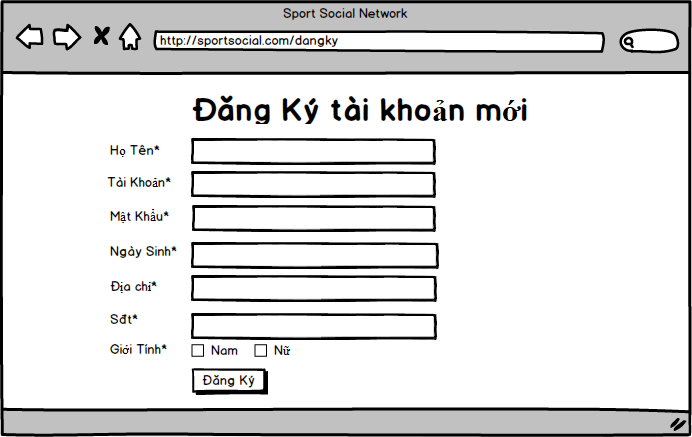 Sport Social Network
http://sportsocial.com/dangky
Đăng Ký tài khoản mới
Họ Tên*
Tài Khoản*
Mật Khẩu*
Ngày Sinh*
Địa chỉ*
Sđt*
Giới Tính* Nam Nữ
Đăng Ký